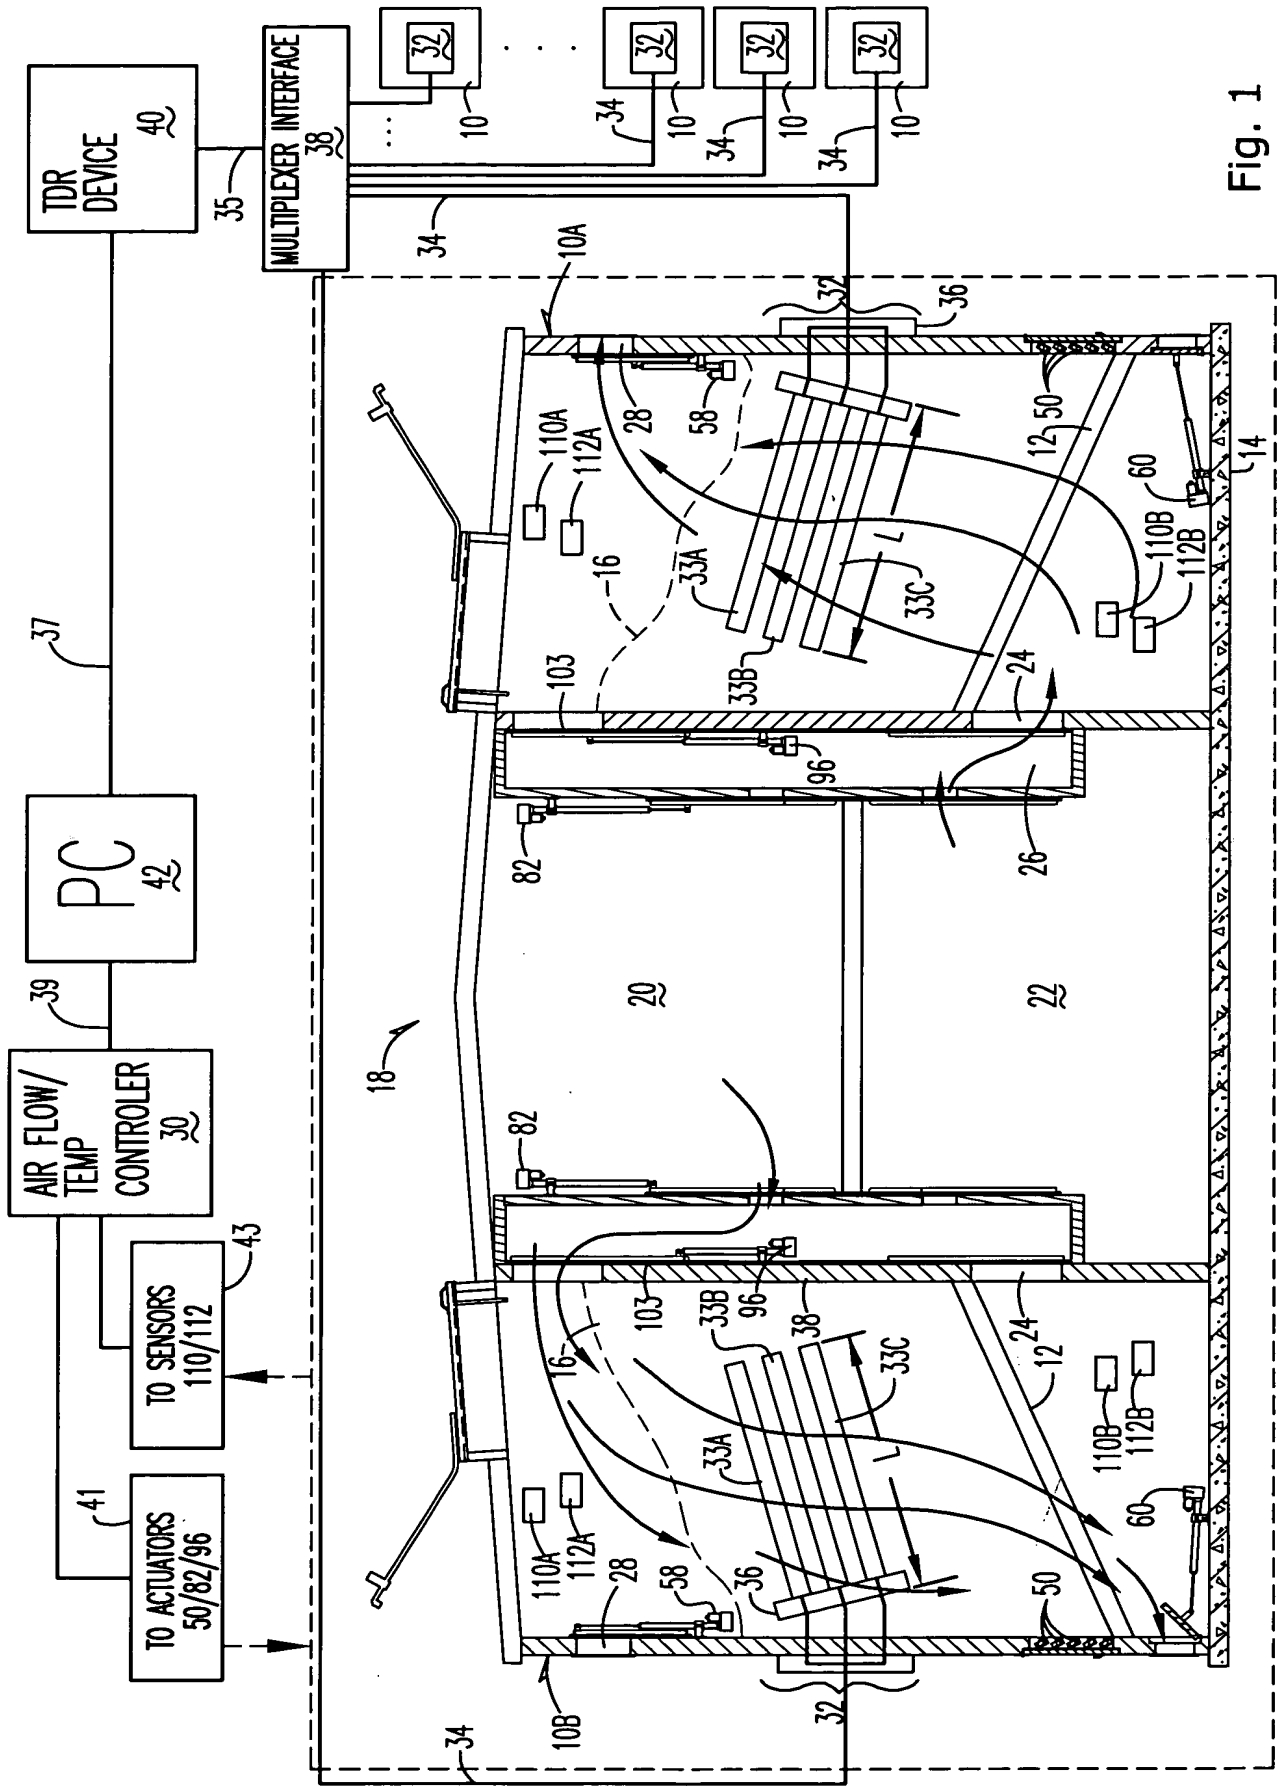 TO ACTUATORS
50/82/96
41
TO SENSORS
110/112
43
AIR FLOW/
TEMP
CONTROLER
30
39
PC
42
37
TDR
DEVICE
40
35
MULTIPLEXER INTERFACE
38
32
10
. . . .
32
34
10
32
34
10
32
34
10
. . .
34
34
18
10B
28
58
110A
112A
16
82
103
96
33B
38
33A
33C
L
36
32
50
12
24
110B
112B
60
20
22
82
103
96
26
24
16
110A
112A
33A
33B
33C
L
28
58
10A
32
36
50
12
60
110B
112B
14
Fig. 1